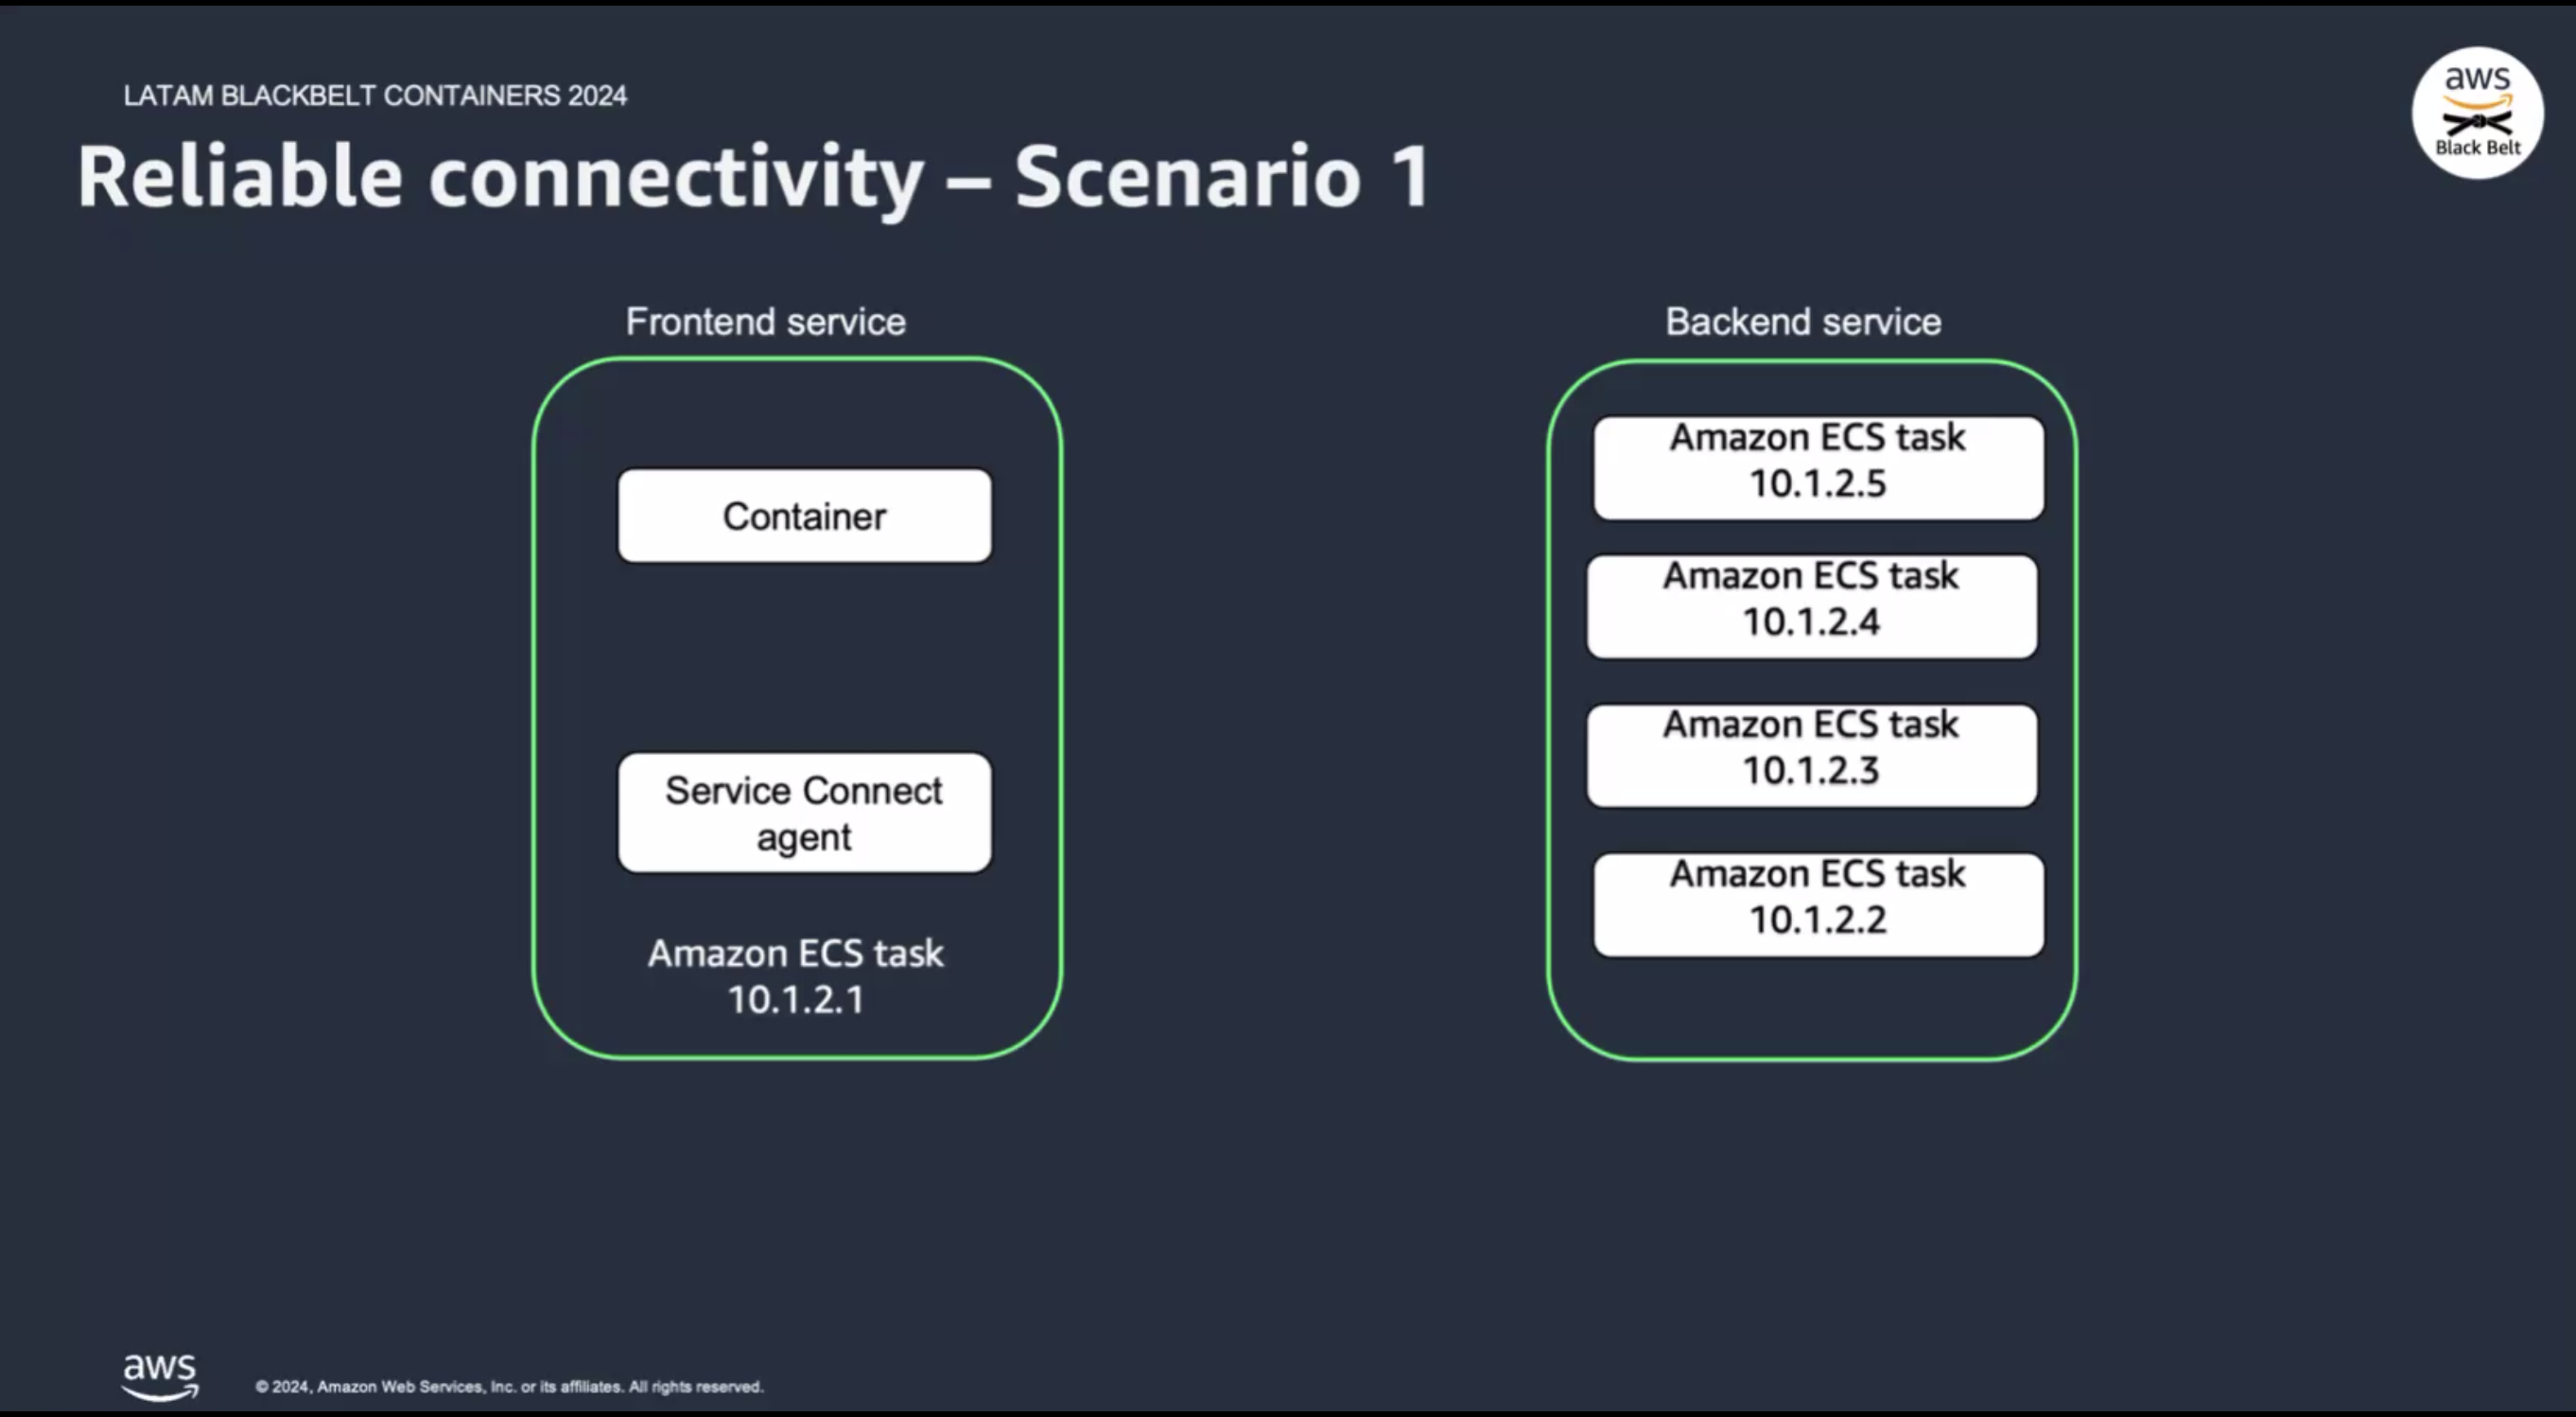 LATAM BLACKBELT CONTAINERS 2024
Reliable connectivity – Scenario 1
aws
Black Belt
Frontend service
Container
Service Connect
agent
Amazon ECS task
10.1.2.1
Backend service
Amazon ECS task
10.1.2.5
Amazon ECS task
10.1.2.4
Amazon ECS task
10.1.2.3
Amazon ECS task
10.1.2.2
aws
© 2024, Amazon Web Services, Inc. or its affiliates. All rights reserved.